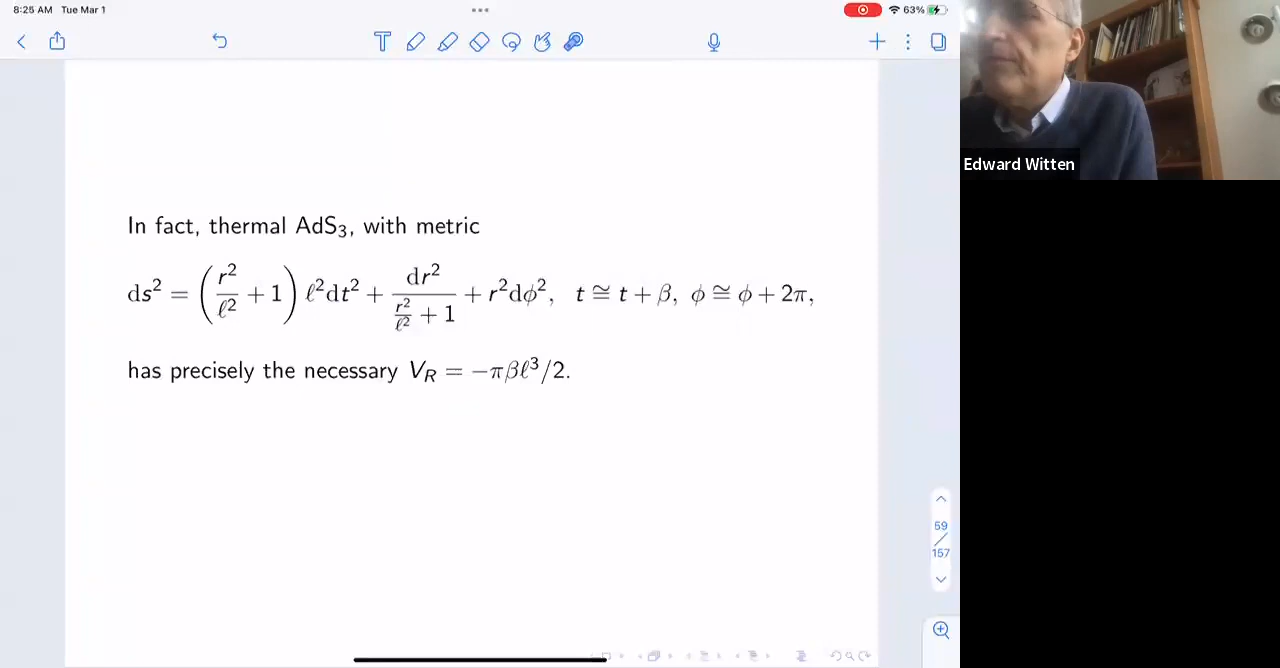 8:25 AM Tue Mar 1
63%
Edward Witten
In fact, thermal AdS₃, with metric
ds² = (r²/ℓ² + 1) ℓ²dt² + dr²/(r²/ℓ² + 1) + r²dϕ², t ≅ t + β, ϕ ≅ ϕ + 2π,
has precisely the necessary V_R = −πβℓ³/2.
59
157